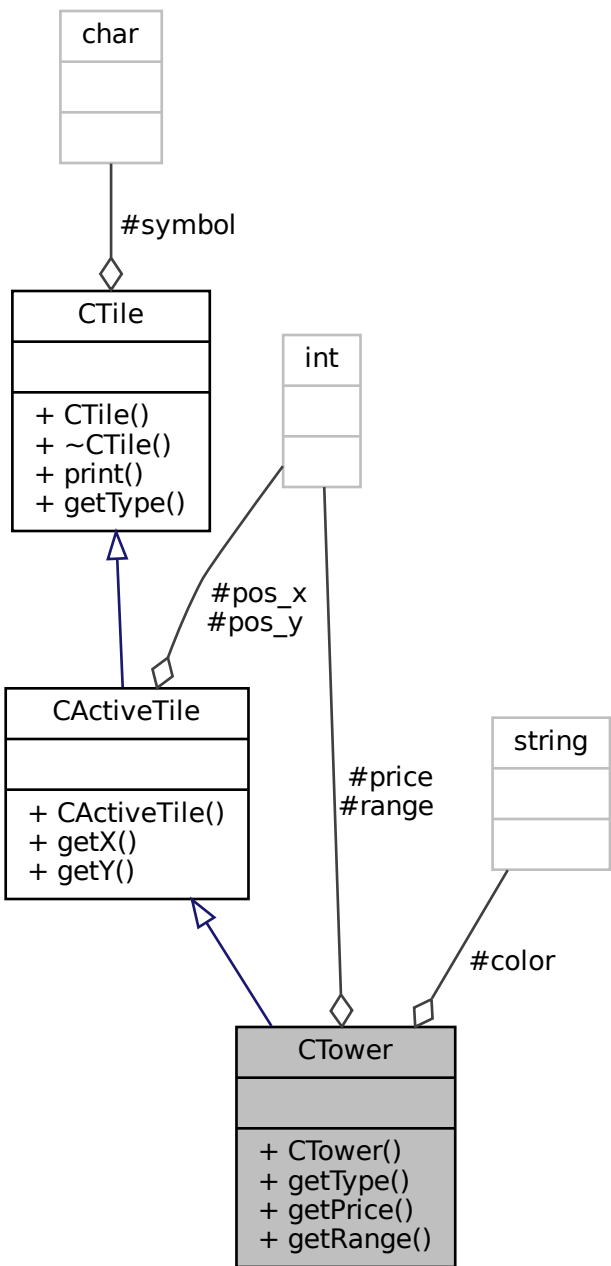 char
#symbol
CTile
+ CTile()
+ ~CTile()
+ print()
+ getType()
int
#pos_x
#pos_y
CActiveTile
+ CActiveTile()
+ getX()
+ getY()
string
#price
#range
#color
CTower
+ CTower()
+ getType()
+ getPrice()
+ getRange()